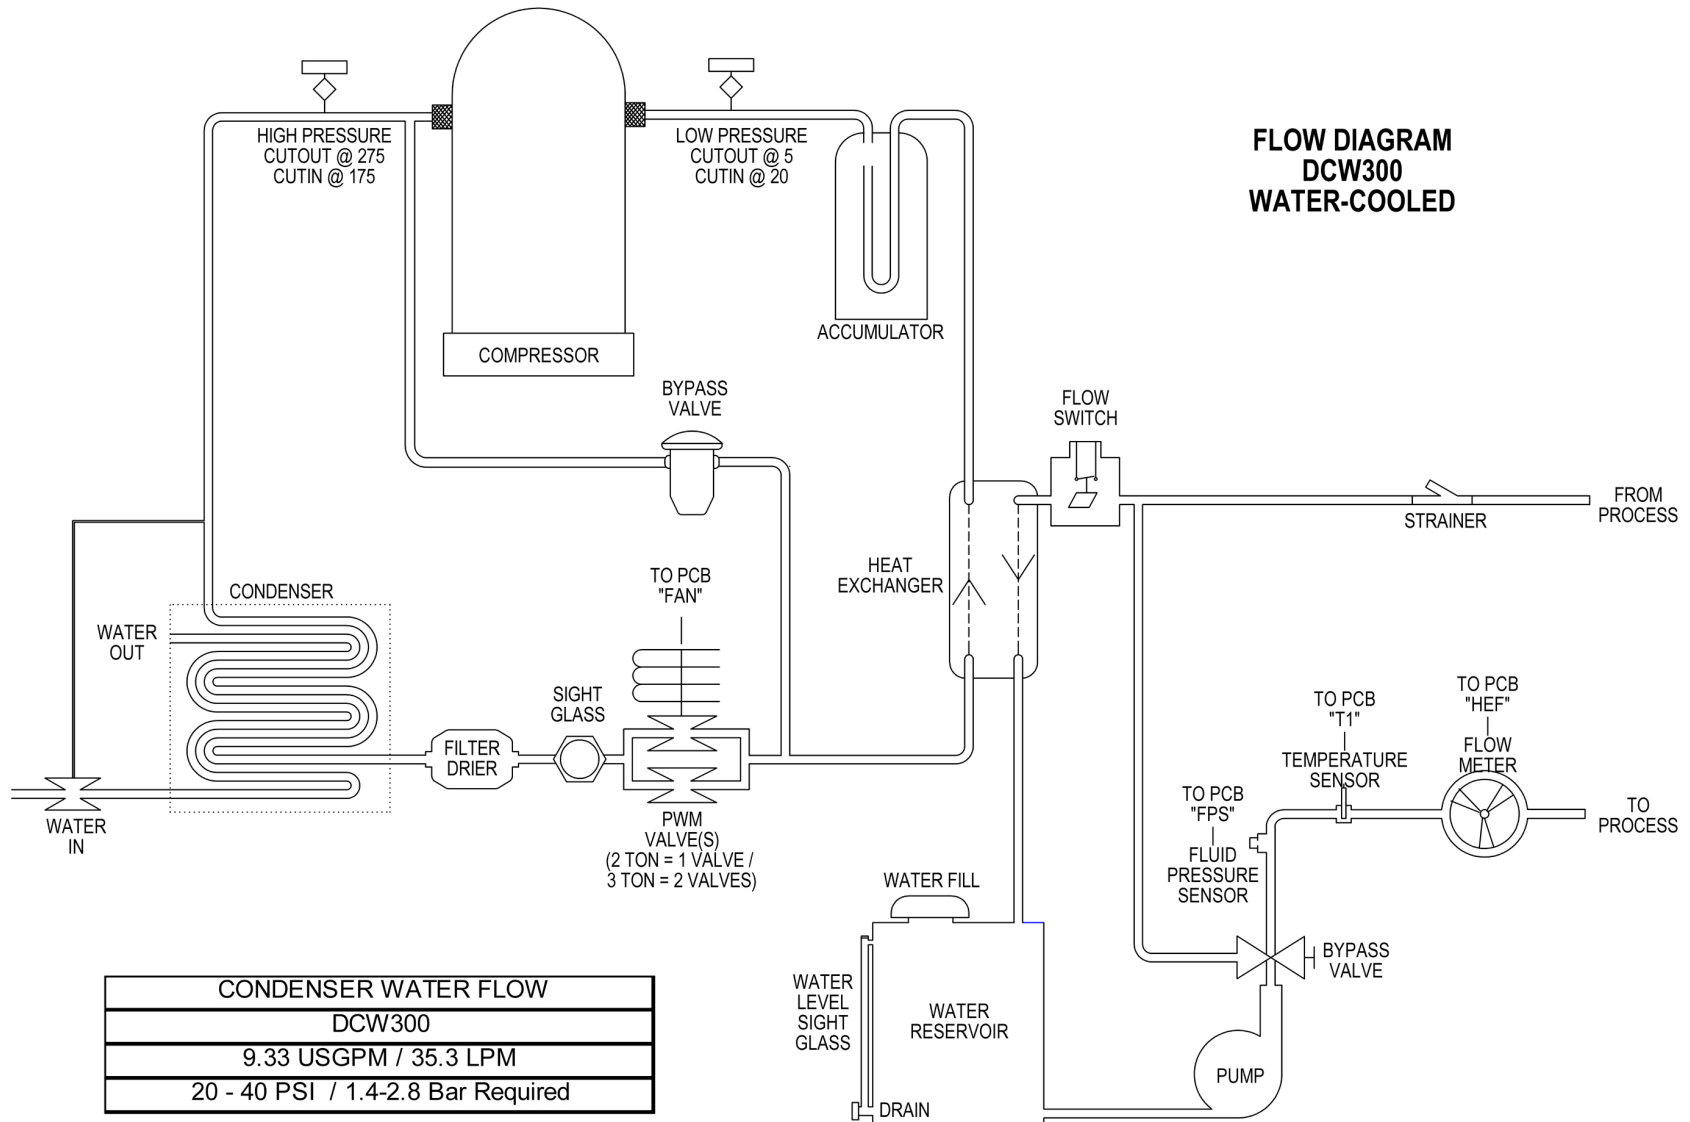 HIGH PRESSURE
CUTOUT @ 275
CUTIN @ 175
LOW PRESSURE
CUTOUT @ 5
CUTIN @ 20
FLOW DIAGRAM
DCW300
WATER-COOLED
ACCUMULATOR
COMPRESSOR
BYPASS
VALVE
FLOW
SWITCH
FROM
PROCESS
STRAINER
HEAT
EXCHANGER
TO PCB
"FAN"
CONDENSER
WATER
OUT
SIGHT
GLASS
FILTER
DRIER
WATER
IN
PWM
VALVE(S)
(2 TON = 1 VALVE /
3 TON = 2 VALVES)
TO PCB
"T1"
TEMPERATURE
SENSOR
TO PCB
"HEF"
FLOW
METER
TO PCB
"FPS"
FLUID
PRESSURE
SENSOR
TO
PROCESS
WATER FILL
BYPASS
VALVE
WATER
LEVEL
SIGHT
GLASS
WATER
RESERVOIR
PUMP
DRAIN
CONDENSER WATER FLOW
DCW300
9.33 USGPM / 35.3 LPM
20 - 40 PSI / 1.4-2.8 Bar Required